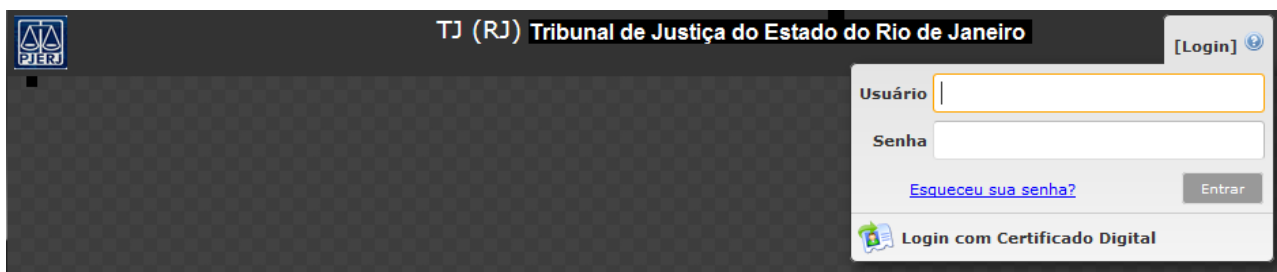 TJ (RJ) Tribunal de Justiça do Estado do Rio de Janeiro
PJERJ
[Login] ?
Usuário
Senha
Esqueceu sua senha?
Entrar
Login com Certificado Digital